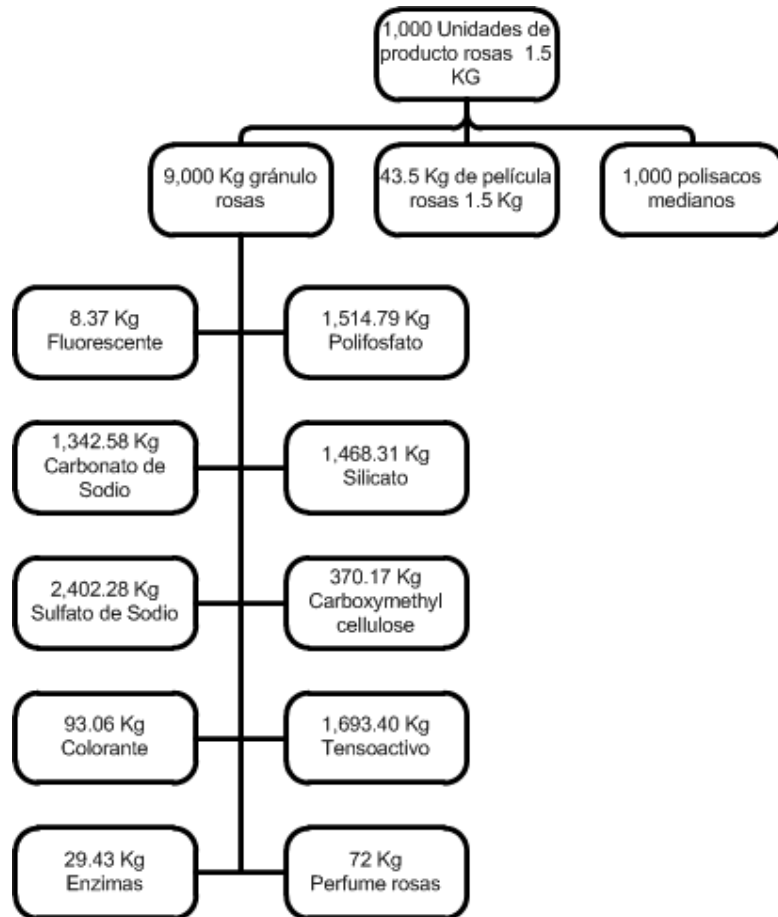 1,000 Unidades de
producto rosas 1.5
KG
9,000 Kg gránulo
rosas
43.5 Kg de película
rosas 1.5 Kg
1,000 polisacos
medianos
8.37 Kg
Fluorescente
1,514.79 Kg
Polifosfato
1,342.58 Kg
Carbonato de
Sodio
1,468.31 Kg
Silicato
2,402.28 Kg
Sulfato de Sodio
370.17 Kg
Carboxymethyl
cellulose
93.06 Kg
Colorante
1,693.40 Kg
Tensoactivo
29.43 Kg
Enzimas
72 Kg
Perfume rosas